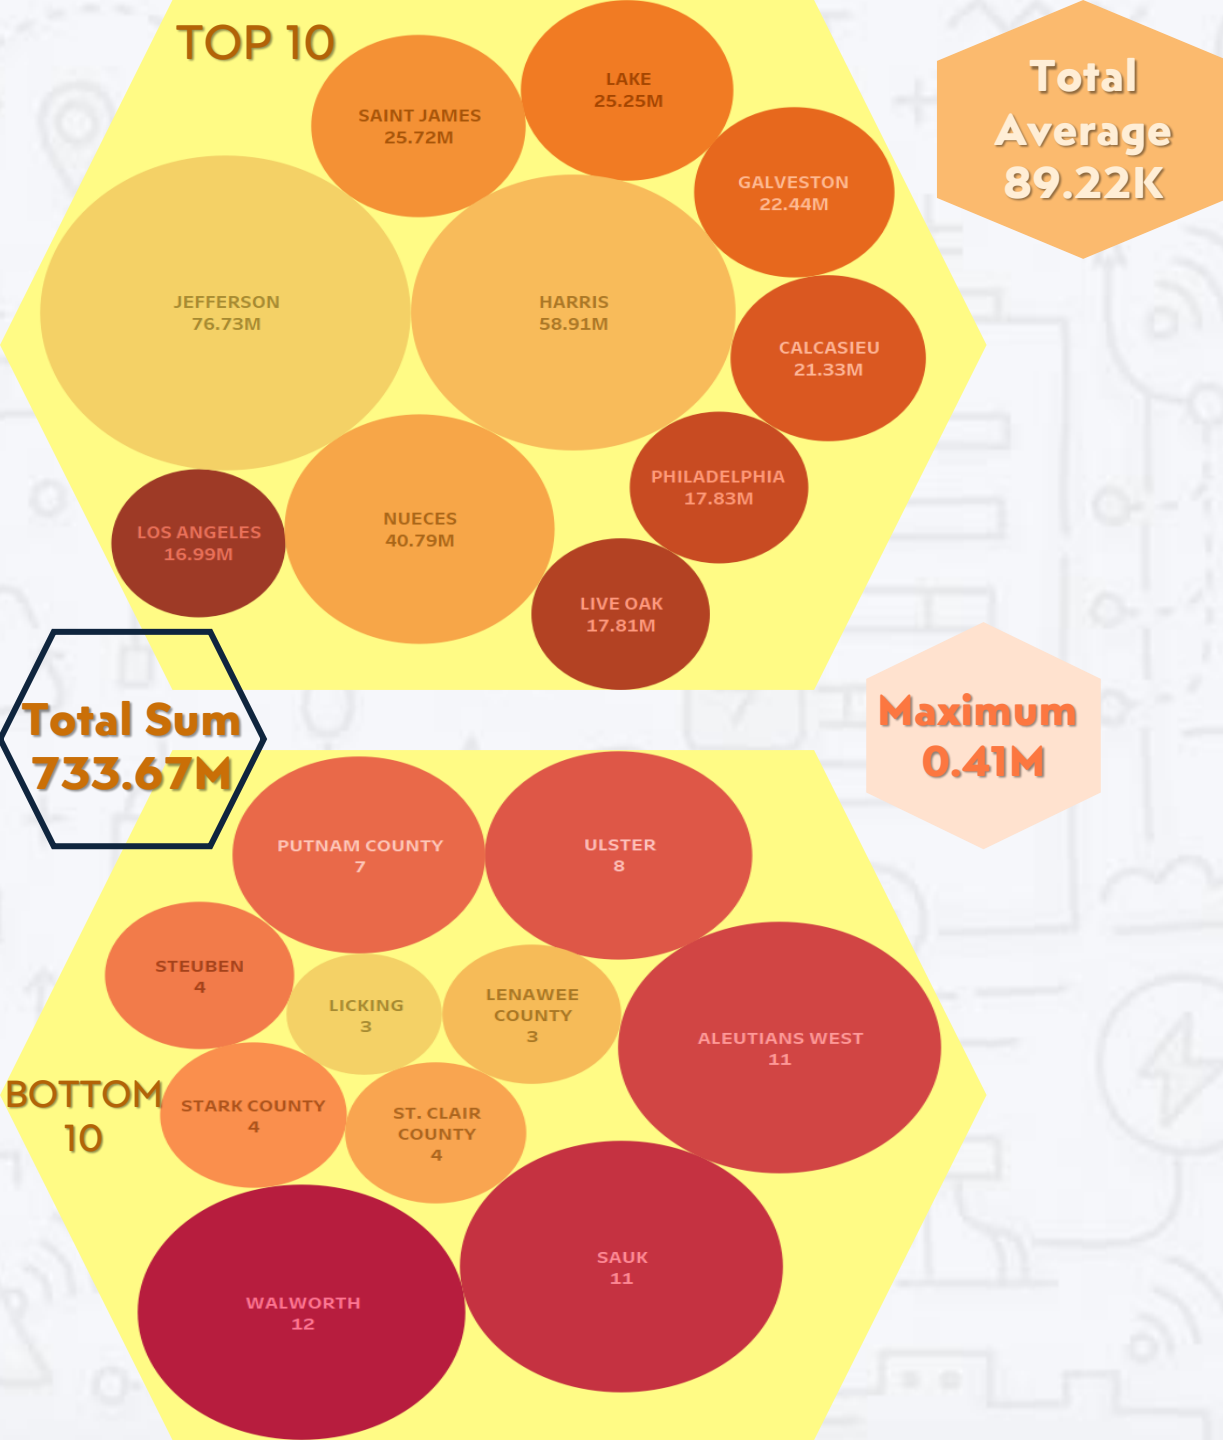 TOP 10
Total
Average
89.22K
LAKE
25.25M
SAINT JAMES
25.72M
GALVESTON
22.44M
JEFFERSON
76.73M
HARRIS
58.91M
CALCASIEU
21.33M
PHILADELPHIA
17.83M
NUECES
40.79M
LOS ANGELES
16.99M
LIVE OAK
17.81M
Total Sum
733.67M
Maximum
0.41M
PUTNAM COUNTY
7
ULSTER
8
STEUBEN
4
LICKING
3
LENAWEE
COUNTY
3
ALEUTIANS WEST
11
BOTTOM
10
STARK COUNTY
4
ST. CLAIR
COUNTY
4
SAUK
11
WALWORTH
12